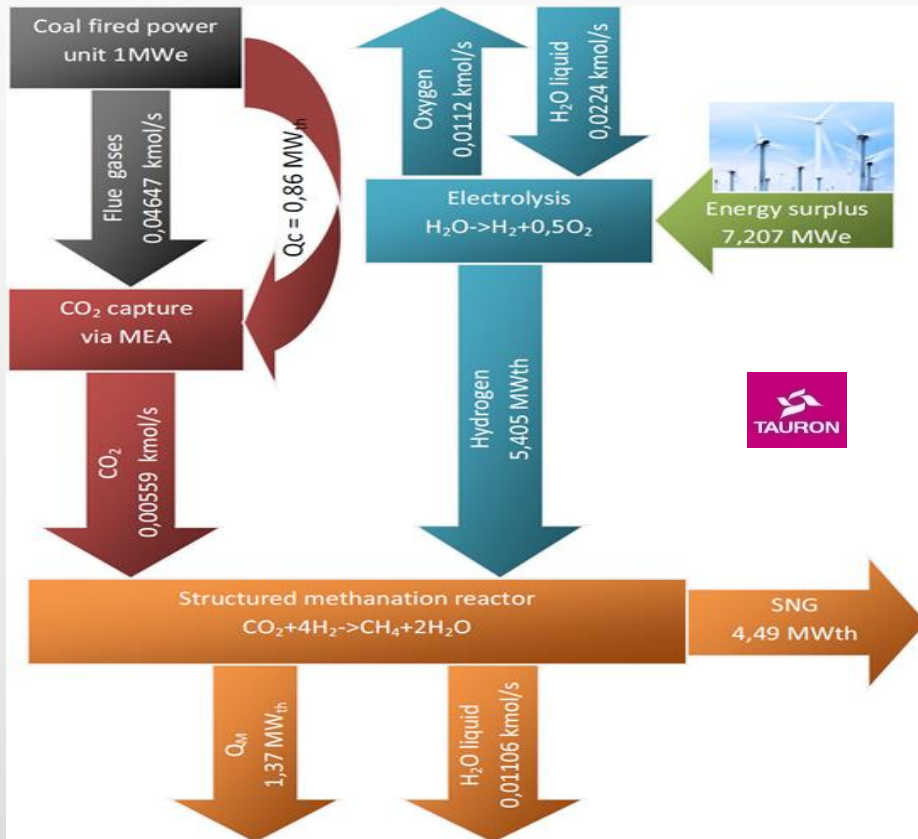 Coal fired power
unit 1MWe
Flue gases
0,04647 kmol/s
Qc = 0,86 MWth
Oxygen
0,0112 kmol/s
H₂O liquid
0,0224 kmol/s
Electrolysis
H₂O->H₂+0,5O₂
Energy surplus
7,207 MWe
CO₂ capture
via MEA
CO₂
0,00559 kmol/s
Hydrogen
5,405 MWth
TAURON
Structured methanation reactor
CO₂+4H₂->CH₄+2H₂O
SNG
4,49 MWth
Qᴍ
1,37 MWth
H₂O liquid
0,01106 kmol/s